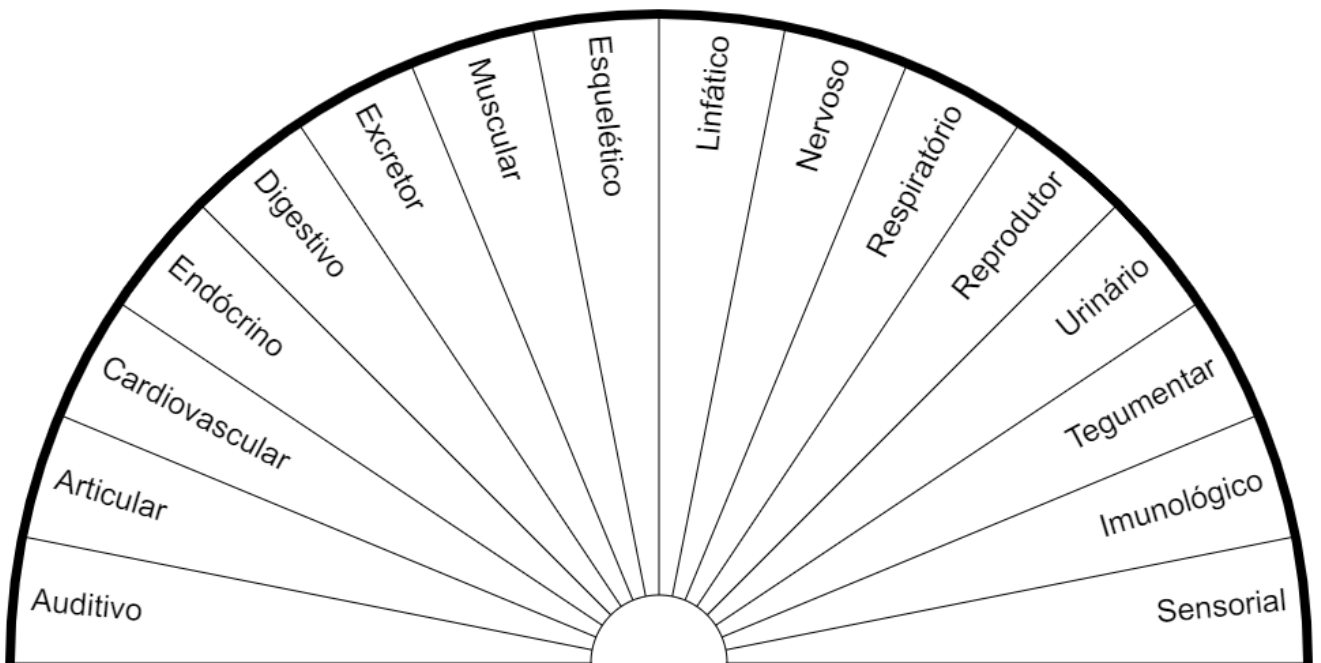 Auditivo
Articular
Cardiovascular
Endócrino
Digestivo
Excretor
Muscular
Esquelético
Linfático
Nervoso
Respiratório
Reprodutor
Urinário
Tegumentar
Imunológico
Sensorial